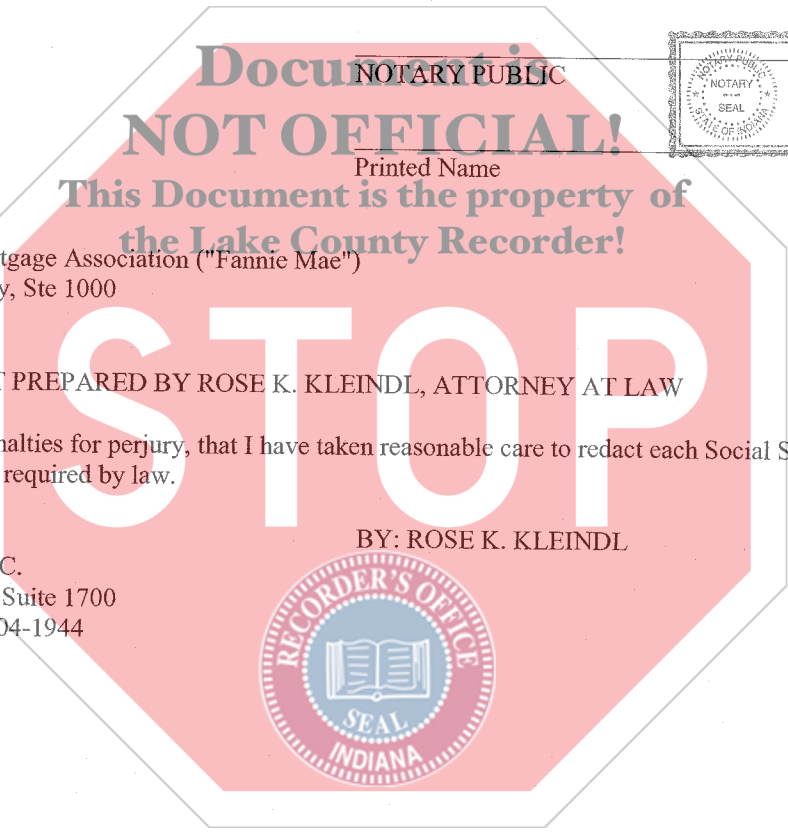 Document is
NOTARY PUBLIC
NOTARY PUBLIC
NOTARY
SEAL
STATE OF INDIANA
NOT OFFICIAL!
Printed Name
This Document is the property of
the Lake County Recorder!
tgage Association ("Fannie Mae")
y, Ste 1000
STOP
T PREPARED BY ROSE K. KLEINDL, ATTORNEY AT LAW
nalties for perjury, that I have taken reasonable care to redact each Social S
required by law.
BY: ROSE K. KLEINDL
C.
Suite 1700
04-1944
RECORDER'S OFFICE
SEAL
INDIANA